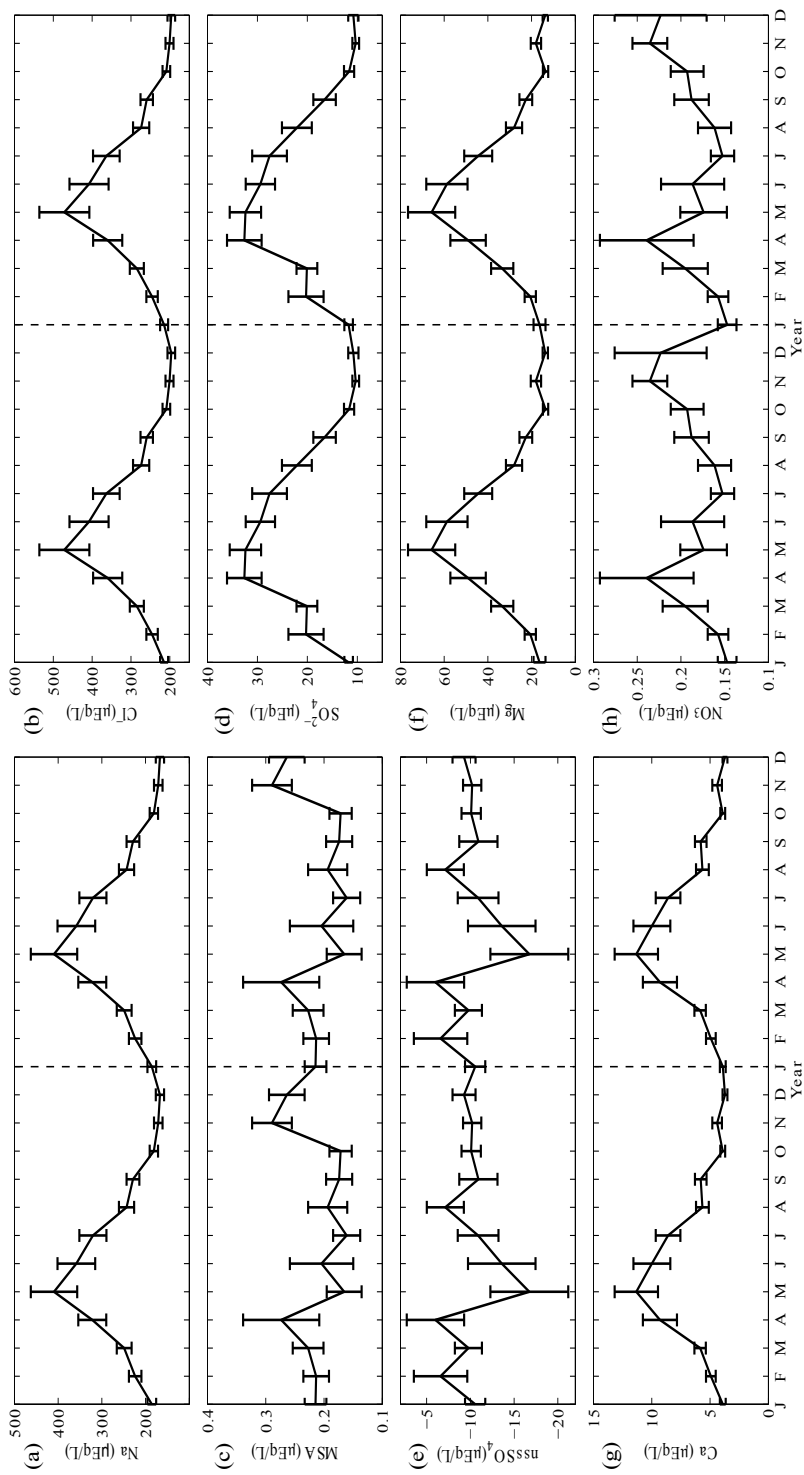 (a)
500
400
300
200
Na (µEq/L)
(b)
600
500
400
300
200
Cl⁻(µEq/L)
(c)
0.4
0.3
0.2
0.1
MSA (µEq/L)
(d)
40
30
20
10
SO₄²⁻ (µEq/L)
(e)
−5
−10
−15
−20
nssSO₄(µEq/L)
(f)
80
60
40
20
0
Mg (µEq/L)
(g)
15
10
5
0
Ca (µEq/L)
J F M A M J J A S O N D J F M A M J J A S O N D
Year
(h)
0.3
0.25
0.2
0.15
0.1
NO₃ (µEq/L)
J F M A M J J A S O N D J F M A M J J A S O N D
Year